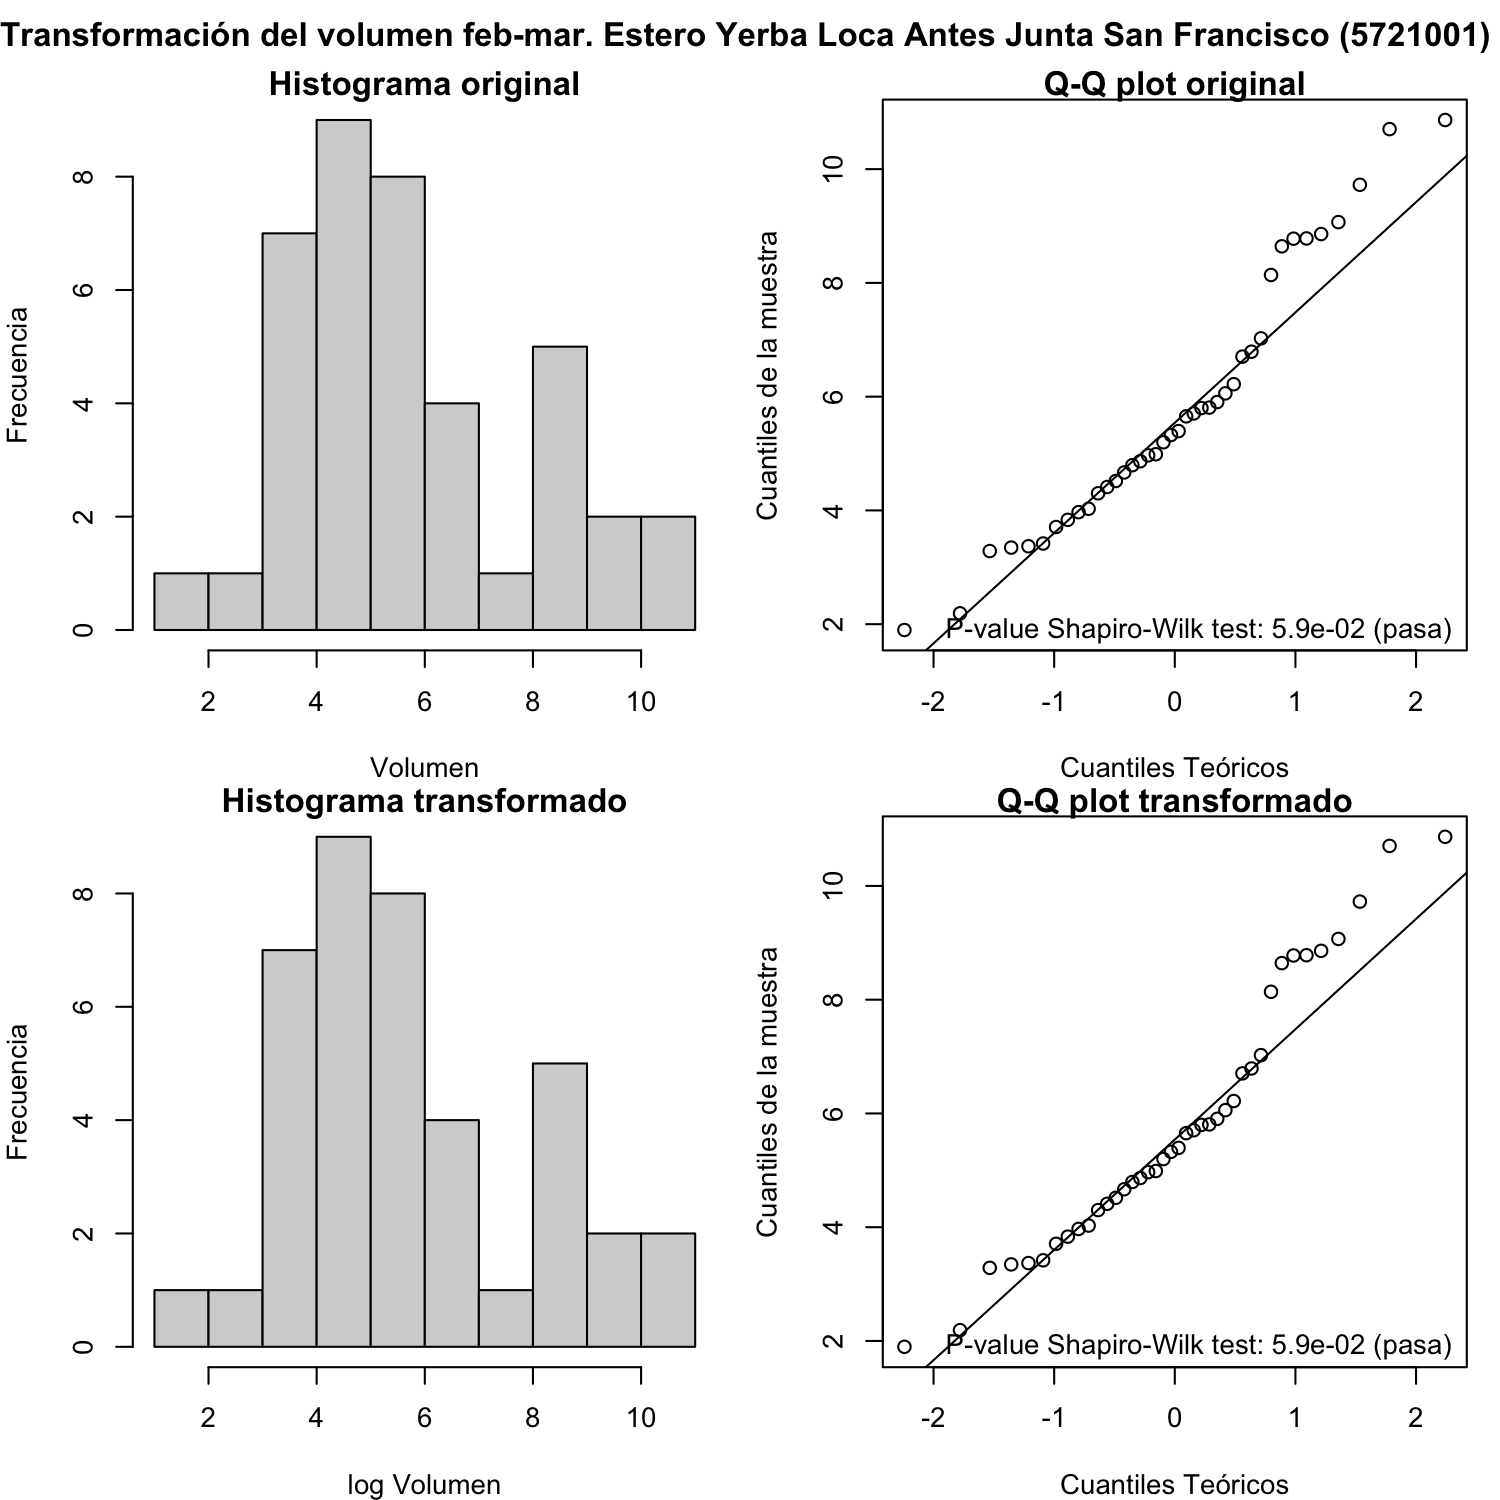 Transformación del volumen feb-mar. Estero Yerba Loca Antes Junta San Francisco (5721001)
Histograma original
Frecuencia
8
6
4
2
0
2 4 6 8 10
Volumen
Q-Q plot original
Cuantiles de la muestra
10
8
6
4
2
P-value Shapiro-Wilk test: 5.9e-02 (pasa)
-2 -1 0 1 2
Cuantiles Teóricos
Histograma transformado
Frecuencia
8
6
4
2
0
2 4 6 8 10
log Volumen
Q-Q plot transformado
Cuantiles de la muestra
10
8
6
4
2
P-value Shapiro-Wilk test: 5.9e-02 (pasa)
-2 -1 0 1 2
Cuantiles Teóricos